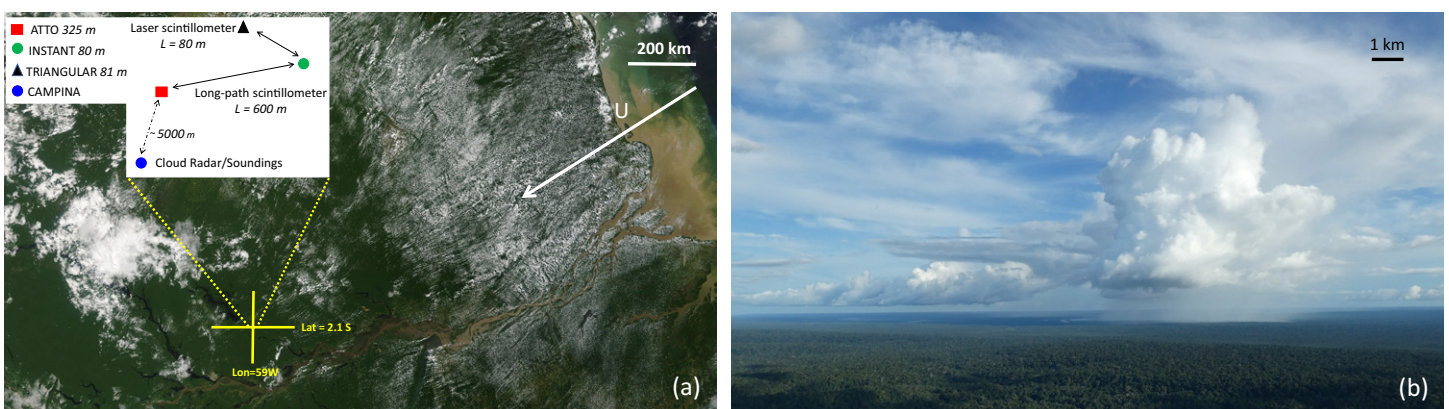 ATTO 325 m
INSTANT 80 m
TRIANGULAR 81 m
CAMPINA
Laser scintillometer
L = 80 m
Long-path scintillometer
L = 600 m
~ 5000 m
Cloud Radar/Soundings
200 km
U
Lat = 2.1 S
Lon=59W
(a)
1 km
(b)